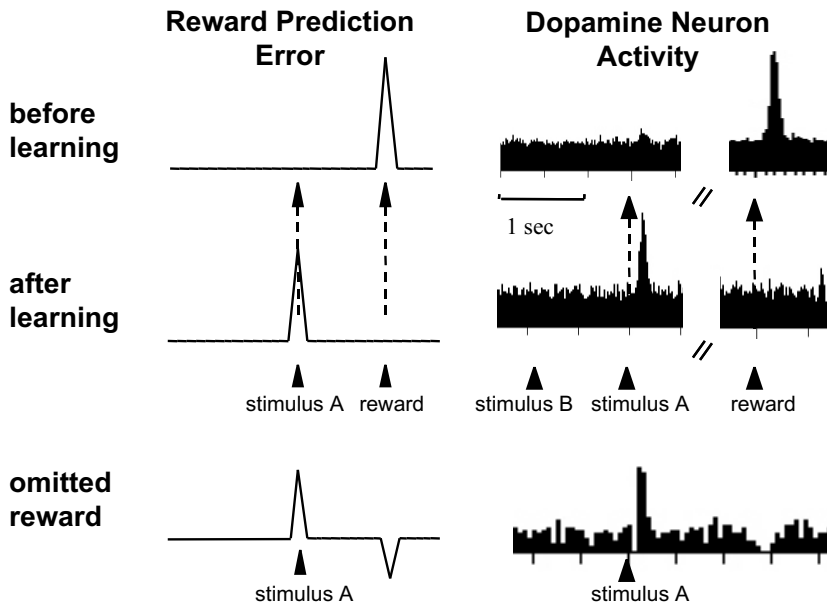 Reward Prediction
Error
Dopamine Neuron
Activity
before
learning
1 sec
after
learning
stimulus A
reward
stimulus B
stimulus A
reward
omitted
reward
stimulus A
stimulus A